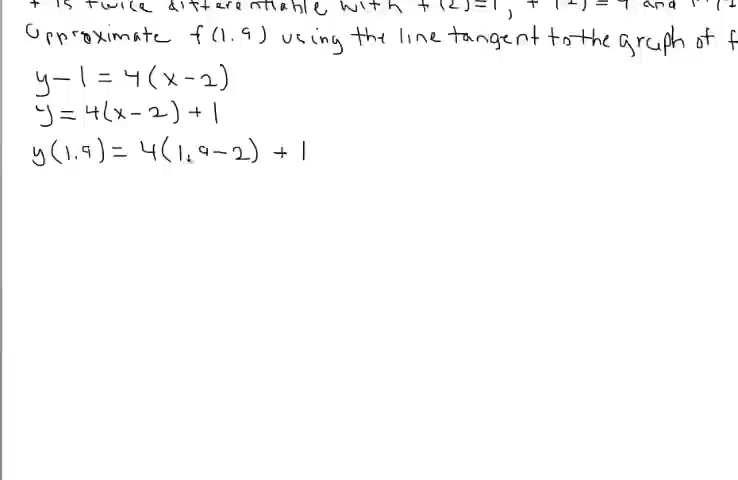 is twice differentiable with f(2)=1, f'(2)=4 and
Approximate f(1.9) using the line tangent to the graph of f
y-1=4(x-2)
y=4(x-2)+1
y(1.9)=4(1.9-2)+1